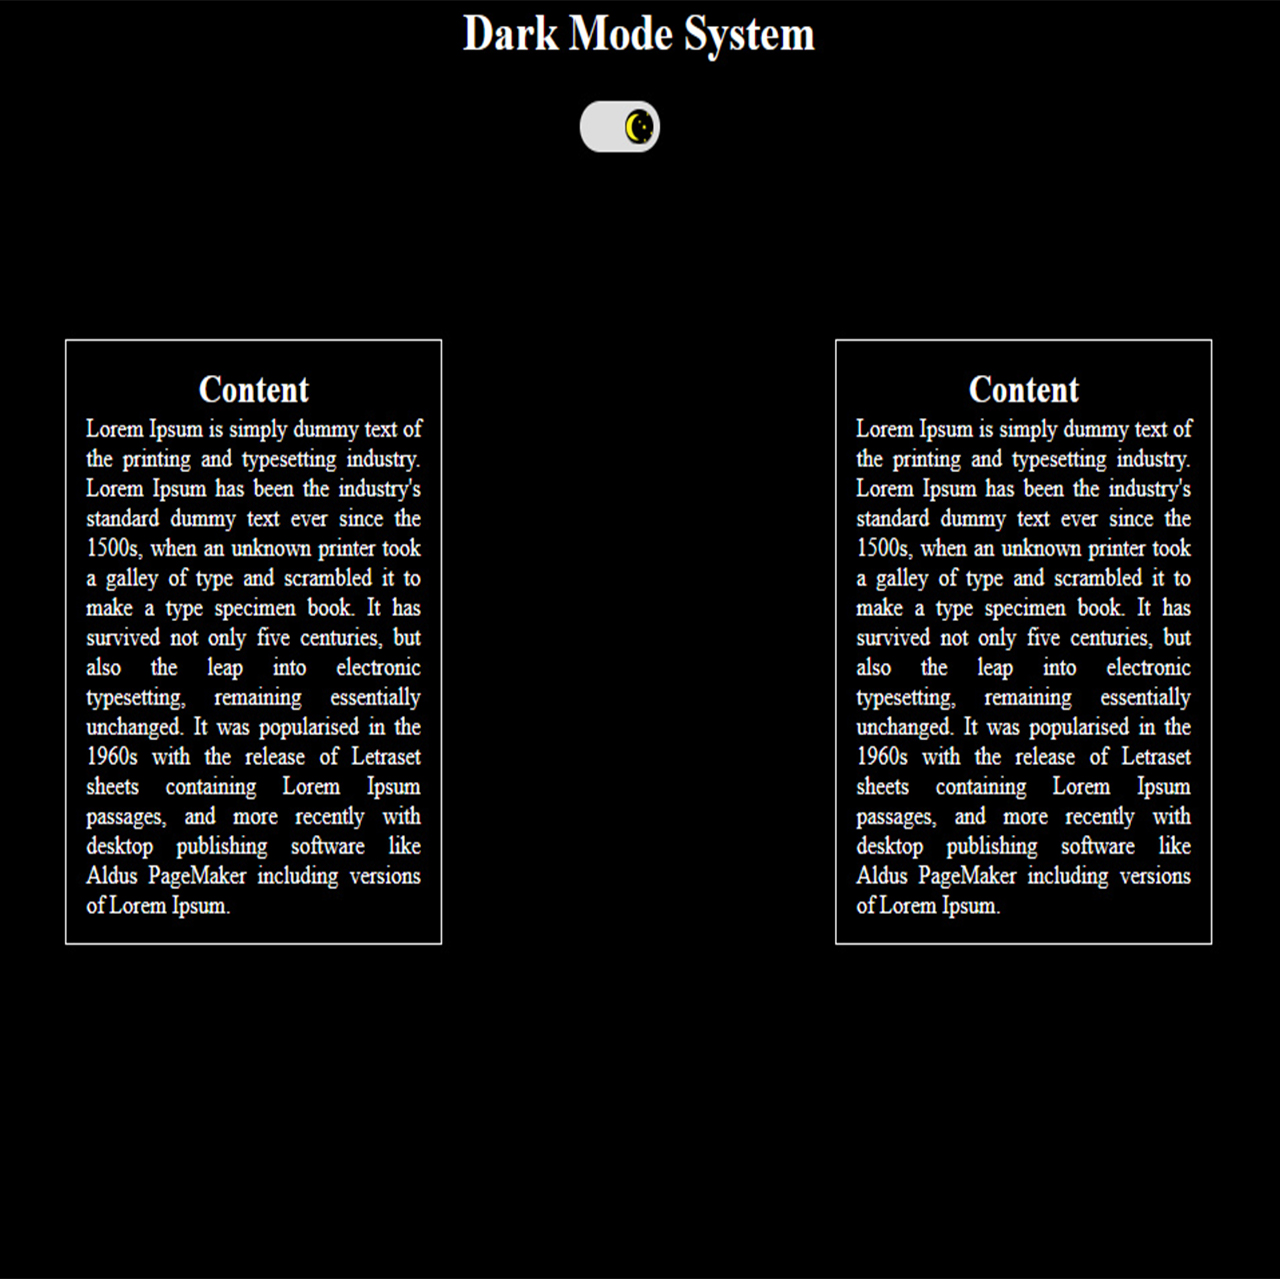 Dark Mode System
Content
Lorem Ipsum is simply dummy text of
the printing and typesetting industry.
Lorem Ipsum has been the industry's
standard dummy text ever since the
1500s, when an unknown printer took
a galley of type and scrambled it to
make a type specimen book. It has
survived not only five centuries, but
also the leap into electronic
typesetting, remaining essentially
unchanged. It was popularised in the
1960s with the release of Letraset
sheets containing Lorem Ipsum
passages, and more recently with
desktop publishing software like
Aldus PageMaker including versions
of Lorem Ipsum.
Content
Lorem Ipsum is simply dummy text of
the printing and typesetting industry.
Lorem Ipsum has been the industry's
standard dummy text ever since the
1500s, when an unknown printer took
a galley of type and scrambled it to
make a type specimen book. It has
survived not only five centuries, but
also the leap into electronic
typesetting, remaining essentially
unchanged. It was popularised in the
1960s with the release of Letraset
sheets containing Lorem Ipsum
passages, and more recently with
desktop publishing software like
Aldus PageMaker including versions
of Lorem Ipsum.